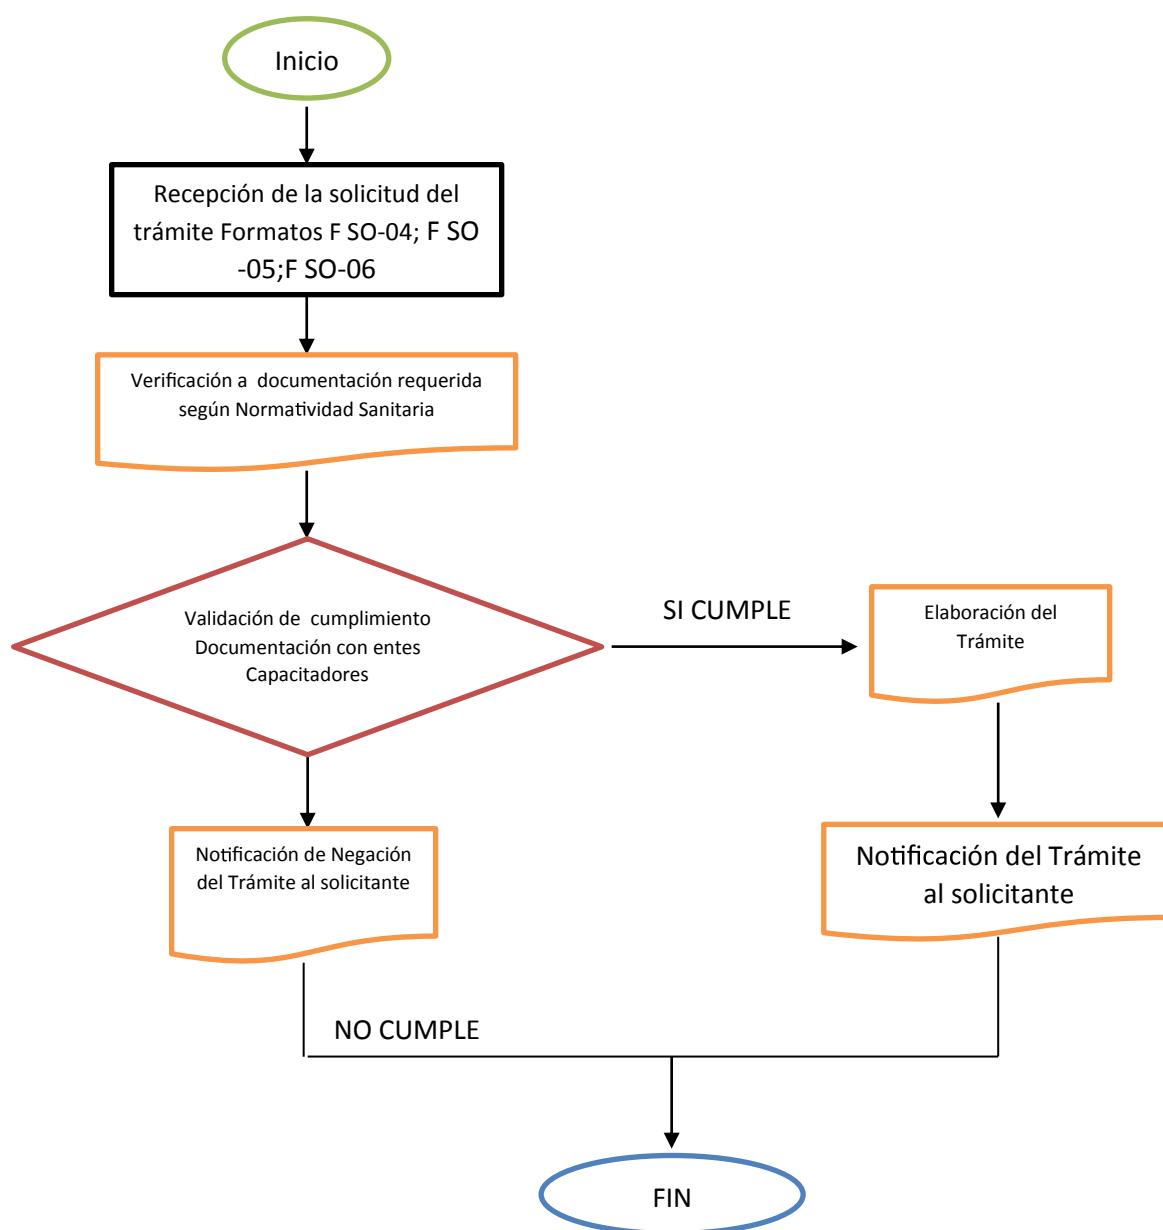 Inicio
Recepción de la solicitud del
trámite Formatos F SO-04; F SO
-05;F SO-06
Verificación a documentación requerida
según Normatividad Sanitaria
Validación de cumplimiento
Documentación con entes
Capacitadores
SI CUMPLE
Elaboración del
Trámite
Notificación de Negación
del Trámite al solicitante
Notificación del Trámite
al solicitante
NO CUMPLE
FIN